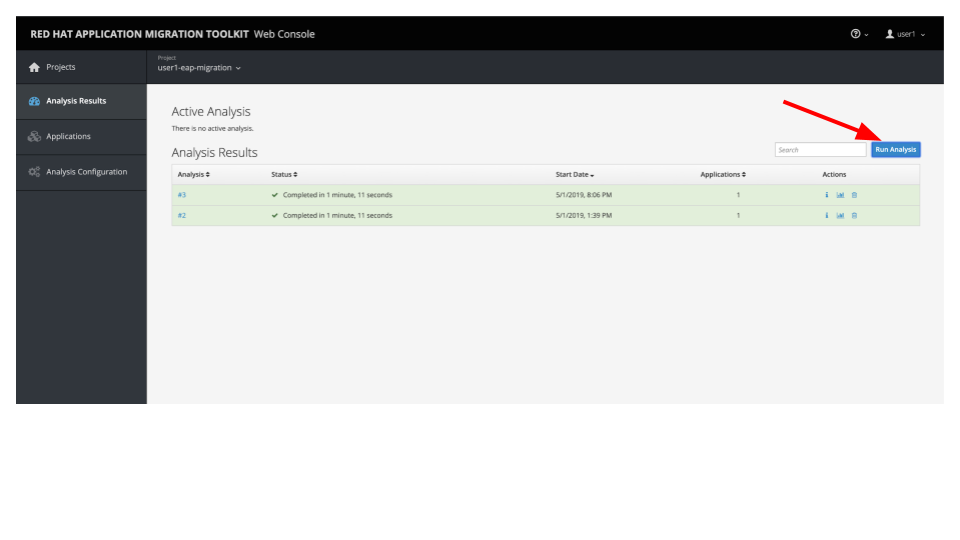 RED HAT APPLICATION MIGRATION TOOLKIT Web Console
user1
Projects
Project
user1-eap-migration
Analysis Results
Applications
Analysis Configuration
Active Analysis
There is no active analysis.
Analysis Results
Search
Run Analysis
Analysis Status Start Date Applications Actions
#3 Completed in 1 minute, 11 seconds 5/1/2019, 8:06 PM 1
#2 Completed in 1 minute, 11 seconds 5/1/2019, 1:39 PM 1